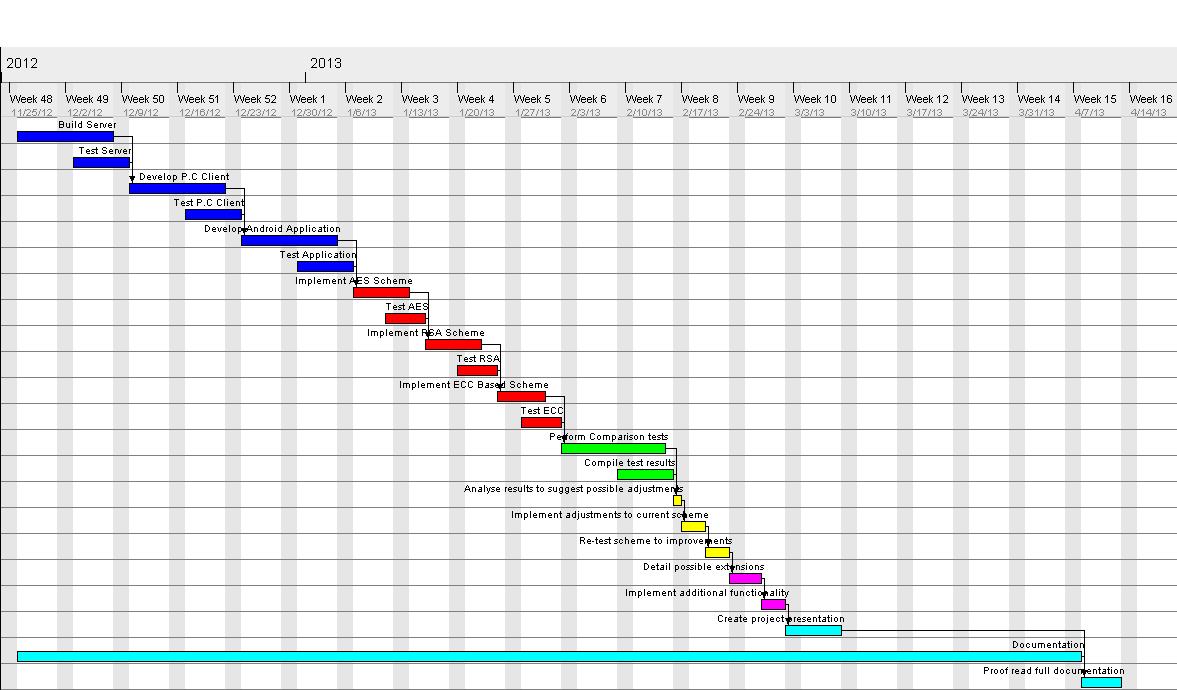 2012 2013
Week 48 Week 49 Week 50 Week 51 Week 52 Week 1 Week 2 Week 3 Week 4 Week 5 Week 6 Week 7 Week 8 Week 9 Week 10 Week 11 Week 12 Week 13 Week 14 Week 15 Week 16
11/25/12 12/2/12 12/9/12 12/16/12 12/23/12 12/30/12 1/6/13 1/13/13 1/20/13 1/27/13 2/3/13 2/10/13 2/17/13 2/24/13 3/3/13 3/10/13 3/17/13 3/24/13 3/31/13 4/7/13 4/14/13
Build Server
Test Server
Develop P.C Client
Test P.C Client
Develop Android Application
Test Application
Implement AES Scheme
Test AES
Implement RSA Scheme
Test RSA
Implement ECC Based Scheme
Test ECC
Perform Comparison tests
Compile test results
Analyse results to suggest possible adjustments
Implement adjustments to current scheme
Re-test scheme to improvements
Detail possible extensions
Implement additional functionality
Create project presentation
Documentation
Proof read full documentation